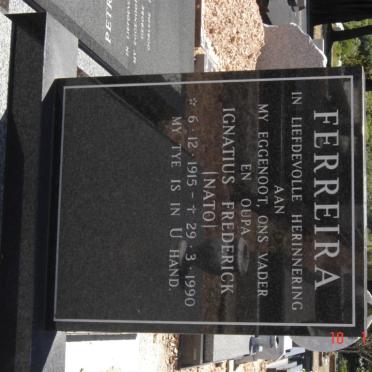 FERREIRA
IN LIEFDEVOLLE HERINNERING
AAN
MY EGGENOOT, ONS VADER
EN OUPA
IGNATIUS FREDERICK
(NATO)
☆ 6 . 12 . 1915 – ✝ 29 . 3 . 1990
MY TYE IS IN U HAND.